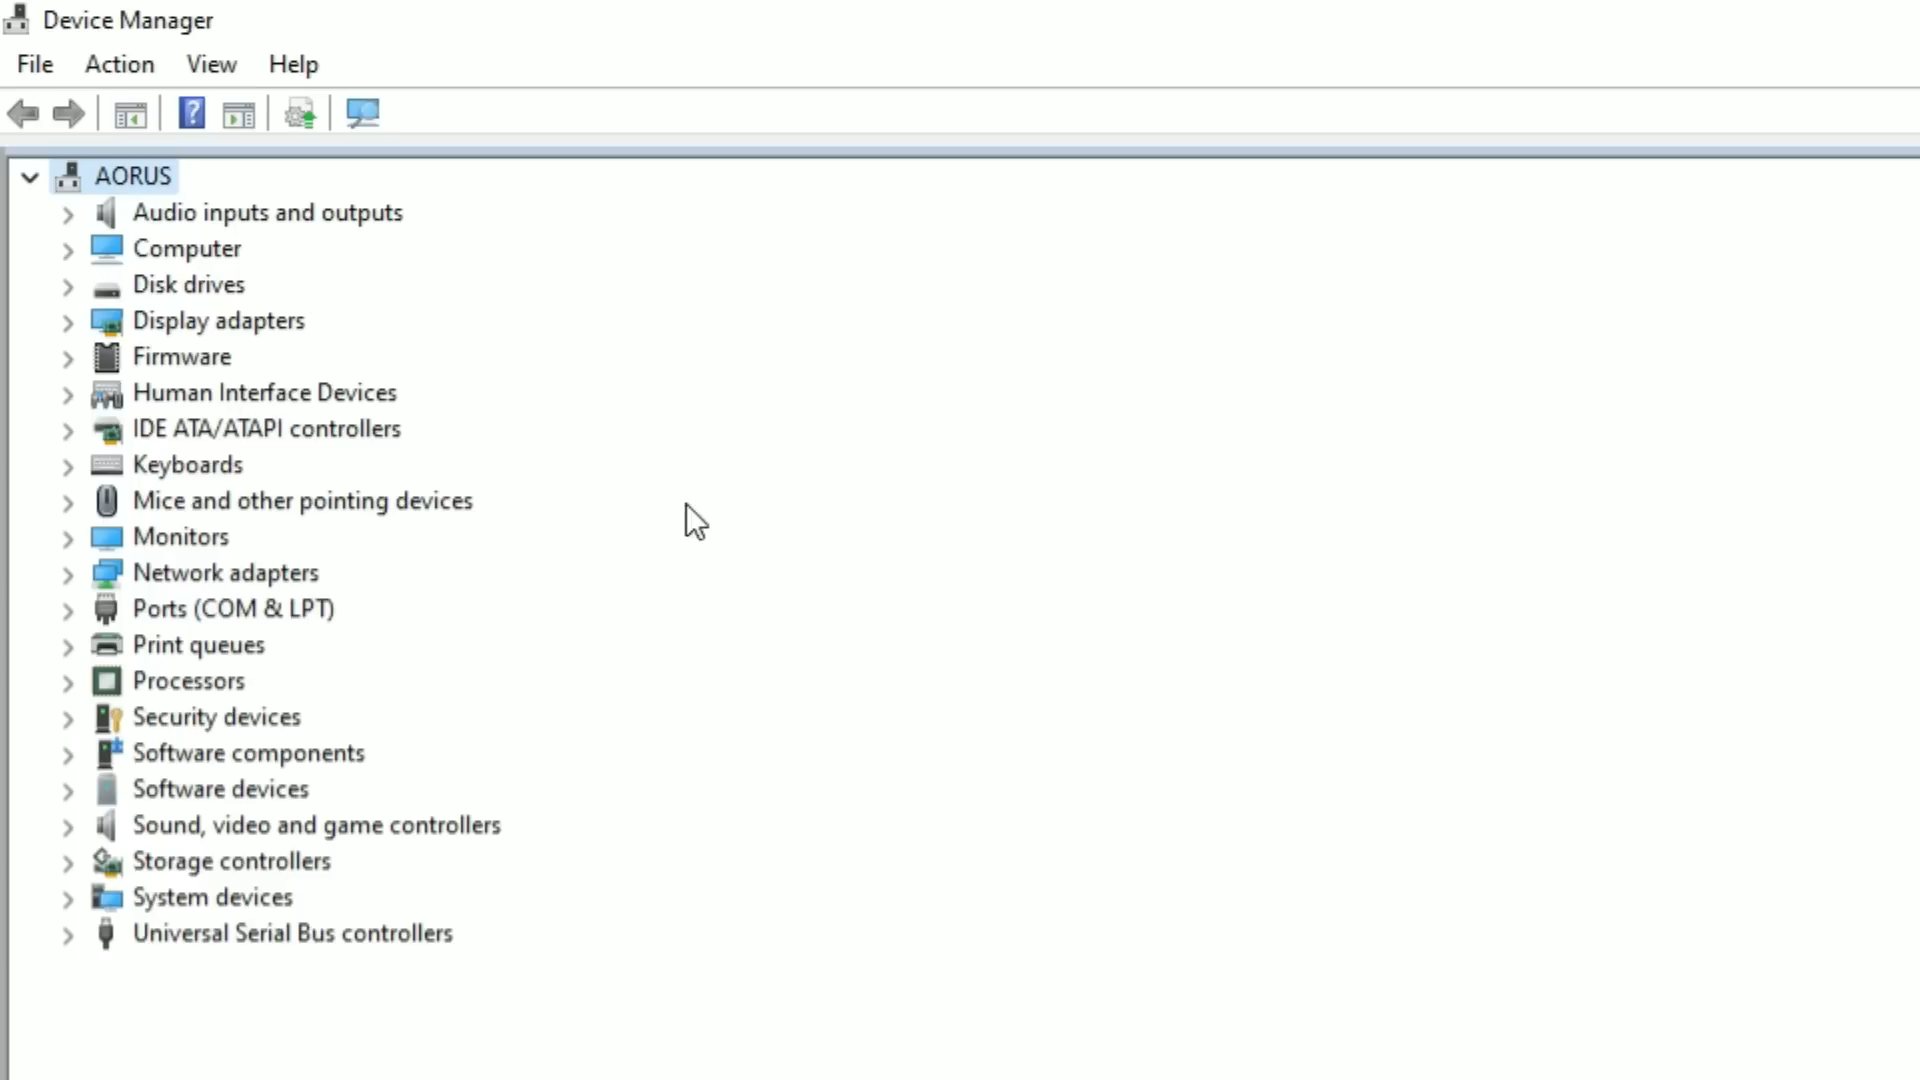 Device Manager
File Action View Help
?
AORUS
Audio inputs and outputs
Computer
Disk drives
Display adapters
Firmware
Human Interface Devices
IDE ATA/ATAPI controllers
Keyboards
Mice and other pointing devices
Monitors
Network adapters
Ports (COM & LPT)
Print queues
Processors
Security devices
Software components
Software devices
Sound, video and game controllers
Storage controllers
System devices
Universal Serial Bus controllers